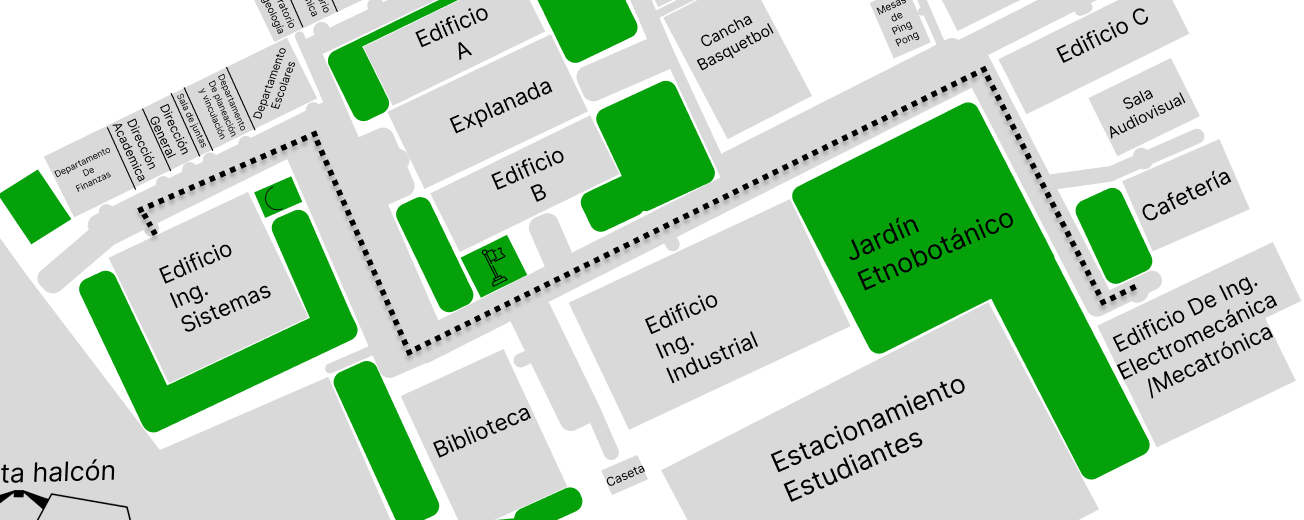 Edificio
A
Cancha
Basquetbol
Mesas
de
Ping
Pong
Edificio C
Departamento
Escolares
Departamento
De planeación
y vinculación
Sala de juntas
Dirección
General
Dirección
Academica
Departamento
De
Finanzas
Explanada
Sala
Audiovisual
Edificio
B
Cafetería
Edificio
Ing.
Sistemas
Jardín
Etnobotánico
Edificio
Ing.
Industrial
Edificio De Ing.
Electromecánica
/Mecatrónica
Biblioteca
Estacionamiento
Estudiantes
Caseta
ta halcón